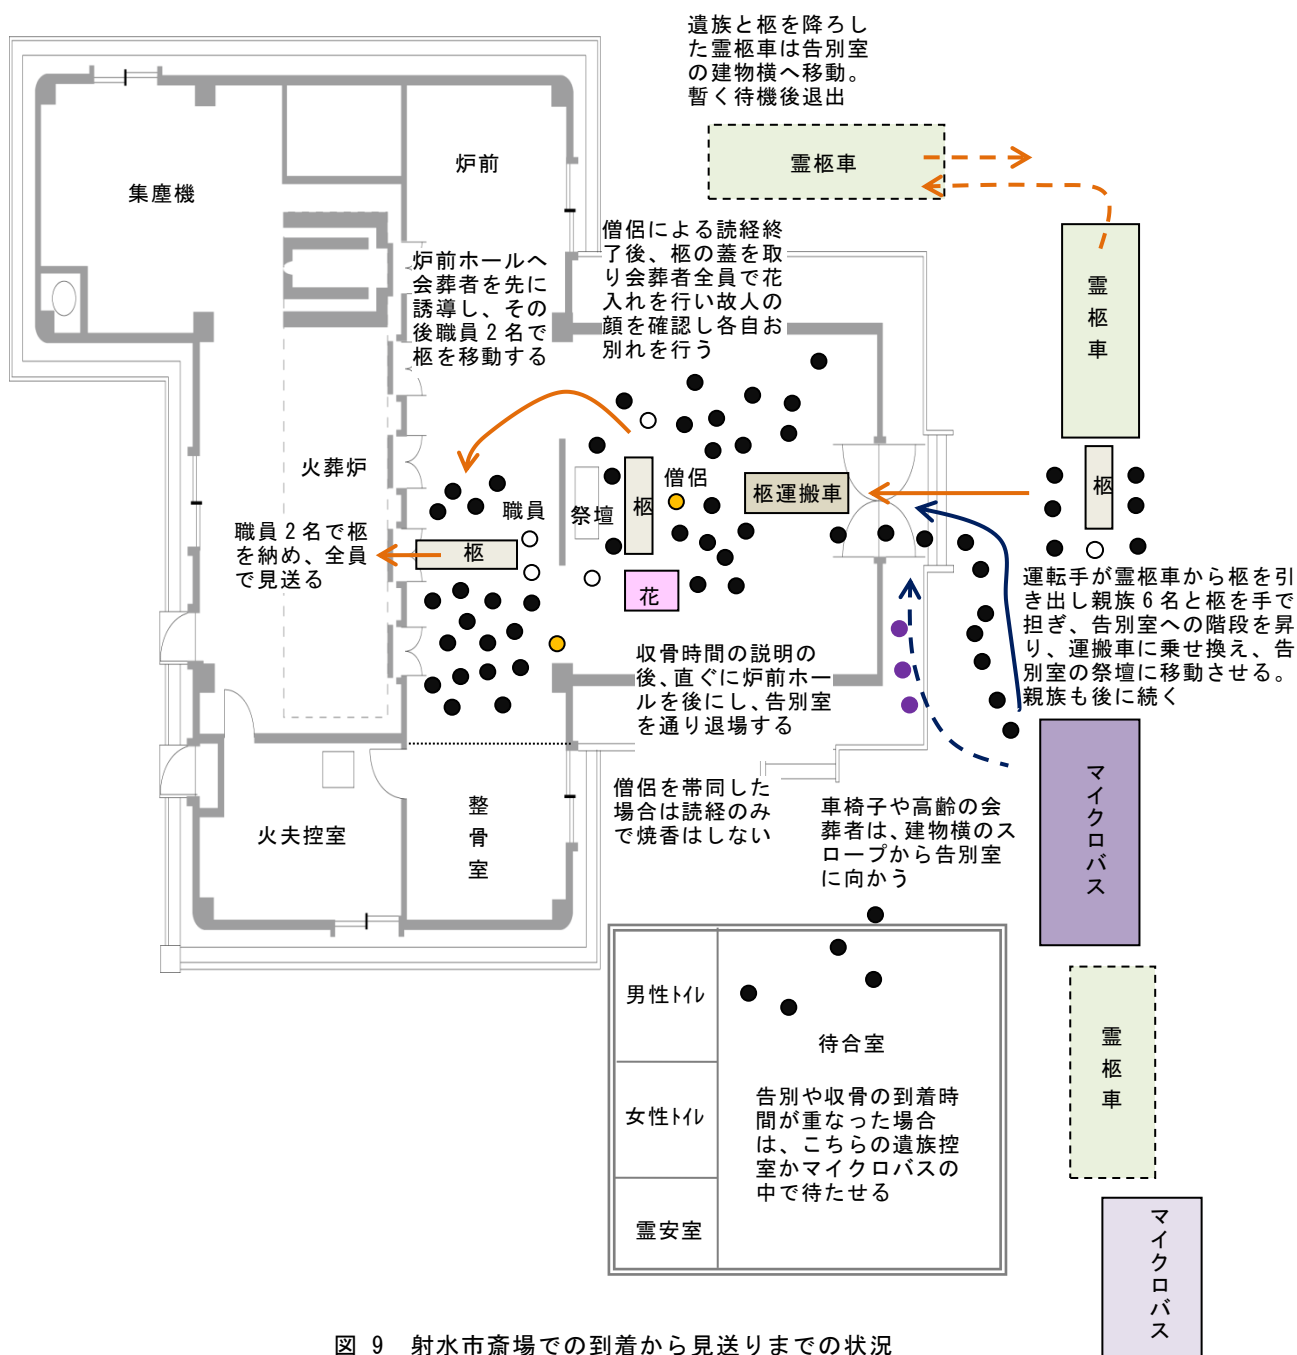 遺族と柩を降ろし
た霊柩車は告別室
の建物横へ移動。
暫く待機後退出
霊柩車
炉前
集塵機
僧侶による読経終
了後、柩の蓋を取
り会葬者全員で花
入れを行い故人の
顔を確認し各自お
別れを行う
炉前ホールへ
会葬者を先に
誘導し、その
後職員2名で
柩を移動する
霊柩車
火葬炉
僧侶
柩運搬車
柩
柩
祭壇
職員
職員2名で柩
を納め、全員
で見送る
柩
花
運転手が霊柩車から柩を引
き出し親族6名と柩を手で
担ぎ、告別室への階段を昇
り、運搬車に乗せ換え、告
別室の祭壇に移動させる。
親族も後に続く
収骨時間の説明の
後、直ぐに炉前ホー
ルを後にし、告別室
を通り退場する
マイクロバス
僧侶を帯同した
場合は読経のみ
で焼香はしない
車椅子や高齢の会
葬者は、建物横のス
ロープから告別室
に向かう
火夫控室
整骨室
男性ﾄｲﾚ
待合室
霊柩車
告別や収骨の到着時
間が重なった場合
は、こちらの遺族控
室かマイクロバスの
中で待たせる
女性ﾄｲﾚ
霊安室
マイクロバス
図 9 射水市斎場での到着から見送りまでの状況